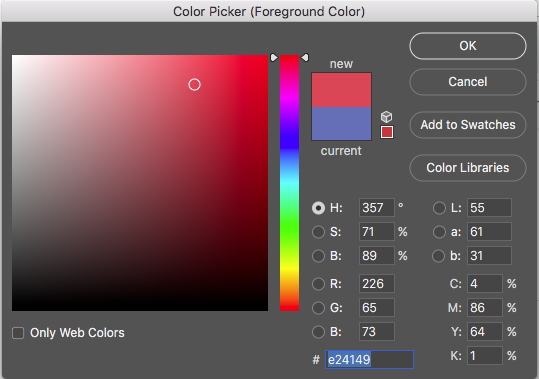 Color Picker (Foreground Color)
new
current
OK
Cancel
Add to Swatches
Color Libraries
H: 357 °
S: 71 %
B: 89 %
R: 226
G: 65
B: 73
# e24149
L: 55
a: 61
b: 31
C: 4 %
M: 86 %
Y: 64 %
K: 1 %
Only Web Colors